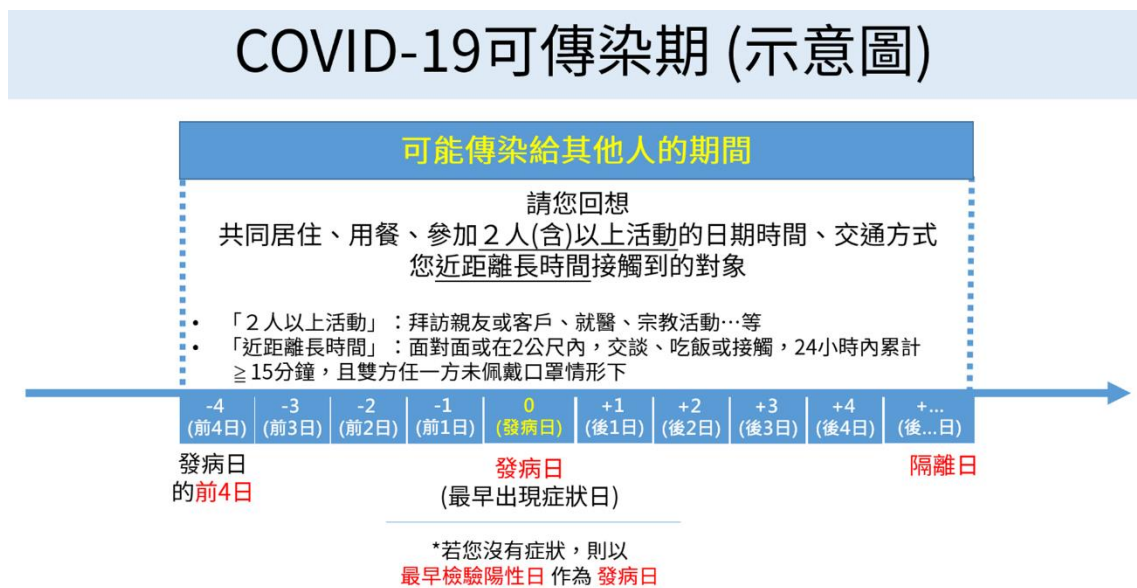 COVID-19可傳染期 (示意圖)
可能傳染給其他人的期間
請您回想
共同居住、用餐、參加２人(含)以上活動的日期時間、交通方式
您近距離長時間接觸到的對象
• 「２人以上活動」：拜訪親友或客戶、就醫、宗教活動…等
• 「近距離長時間」：面對面或在2公尺內，交談、吃飯或接觸，24小時內累計
≧15分鐘，且雙方任一方未佩戴口罩情形下
-4 -3 -2 -1 0 +1 +2 +3 +4 +...
(前4日) (前3日) (前2日) (前1日) (發病日) (後1日) (後2日) (後3日) (後4日) (後...日)
發病日 發病日 隔離日
的前4日 (最早出現症狀日)
*若您沒有症狀，則以
最早檢驗陽性日 作為 發病日